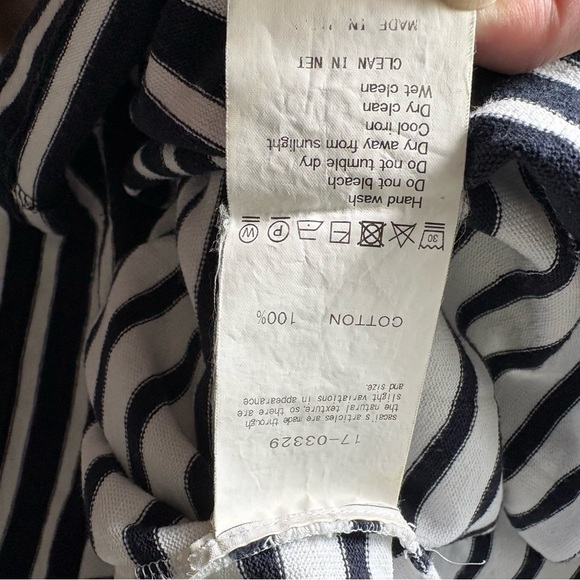 17-03329
sacai's articles are made through
the natural texture, so there are
slight variations in appearance
and size.
COTTON 100%
30 P W
Hand wash
Do not bleach
Do not tumble dry
Dry away from sunlight
Cool iron
Dry clean
Wet clean
CLEAN IN NET
MADE IN